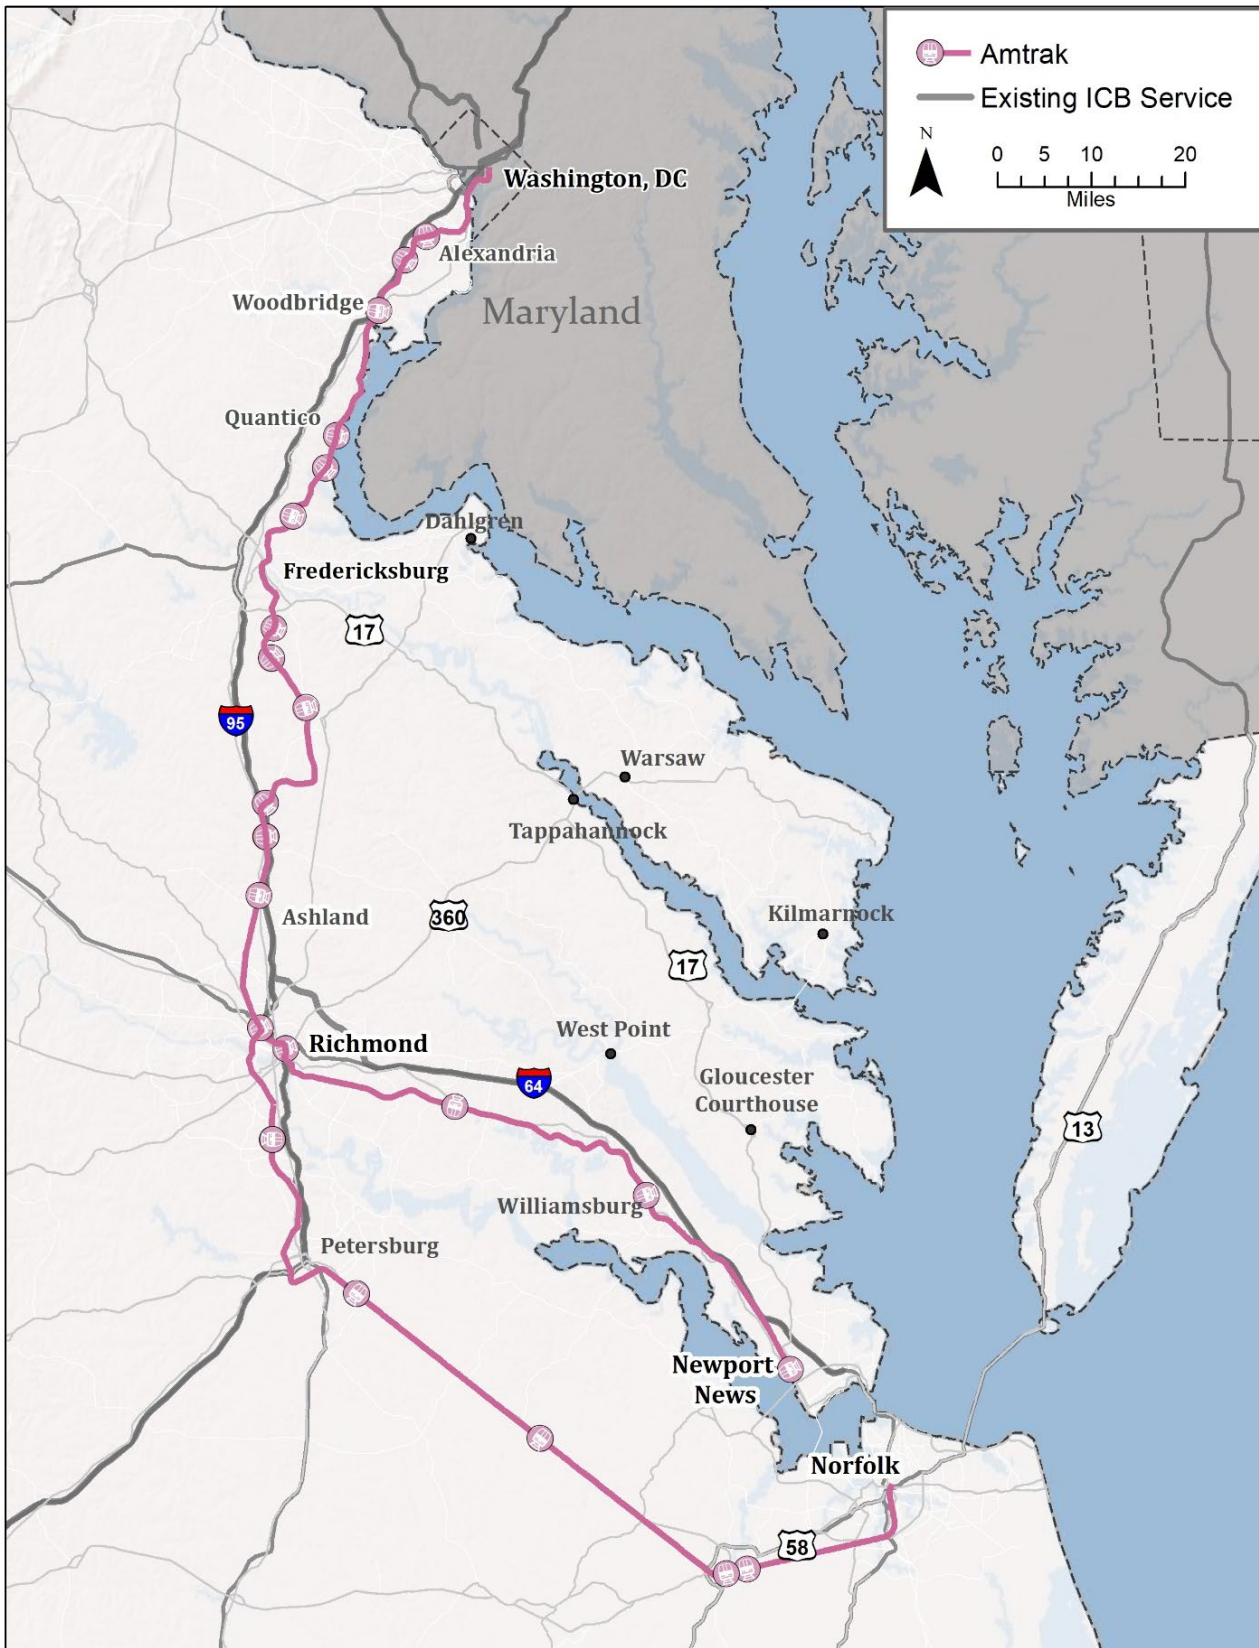 Amtrak
Existing ICB Service
N
0 5 10 20
Miles
Washington, DC
Alexandria
Woodbridge
Maryland
Quantico
Dahlgren
Fredericksburg
17
95
Warsaw
Tappahannock
Ashland
360
Kilmarnock
17
Richmond
West Point
64
Gloucester
Courthouse
13
Williamsburg
Petersburg
Newport
News
Norfolk
58